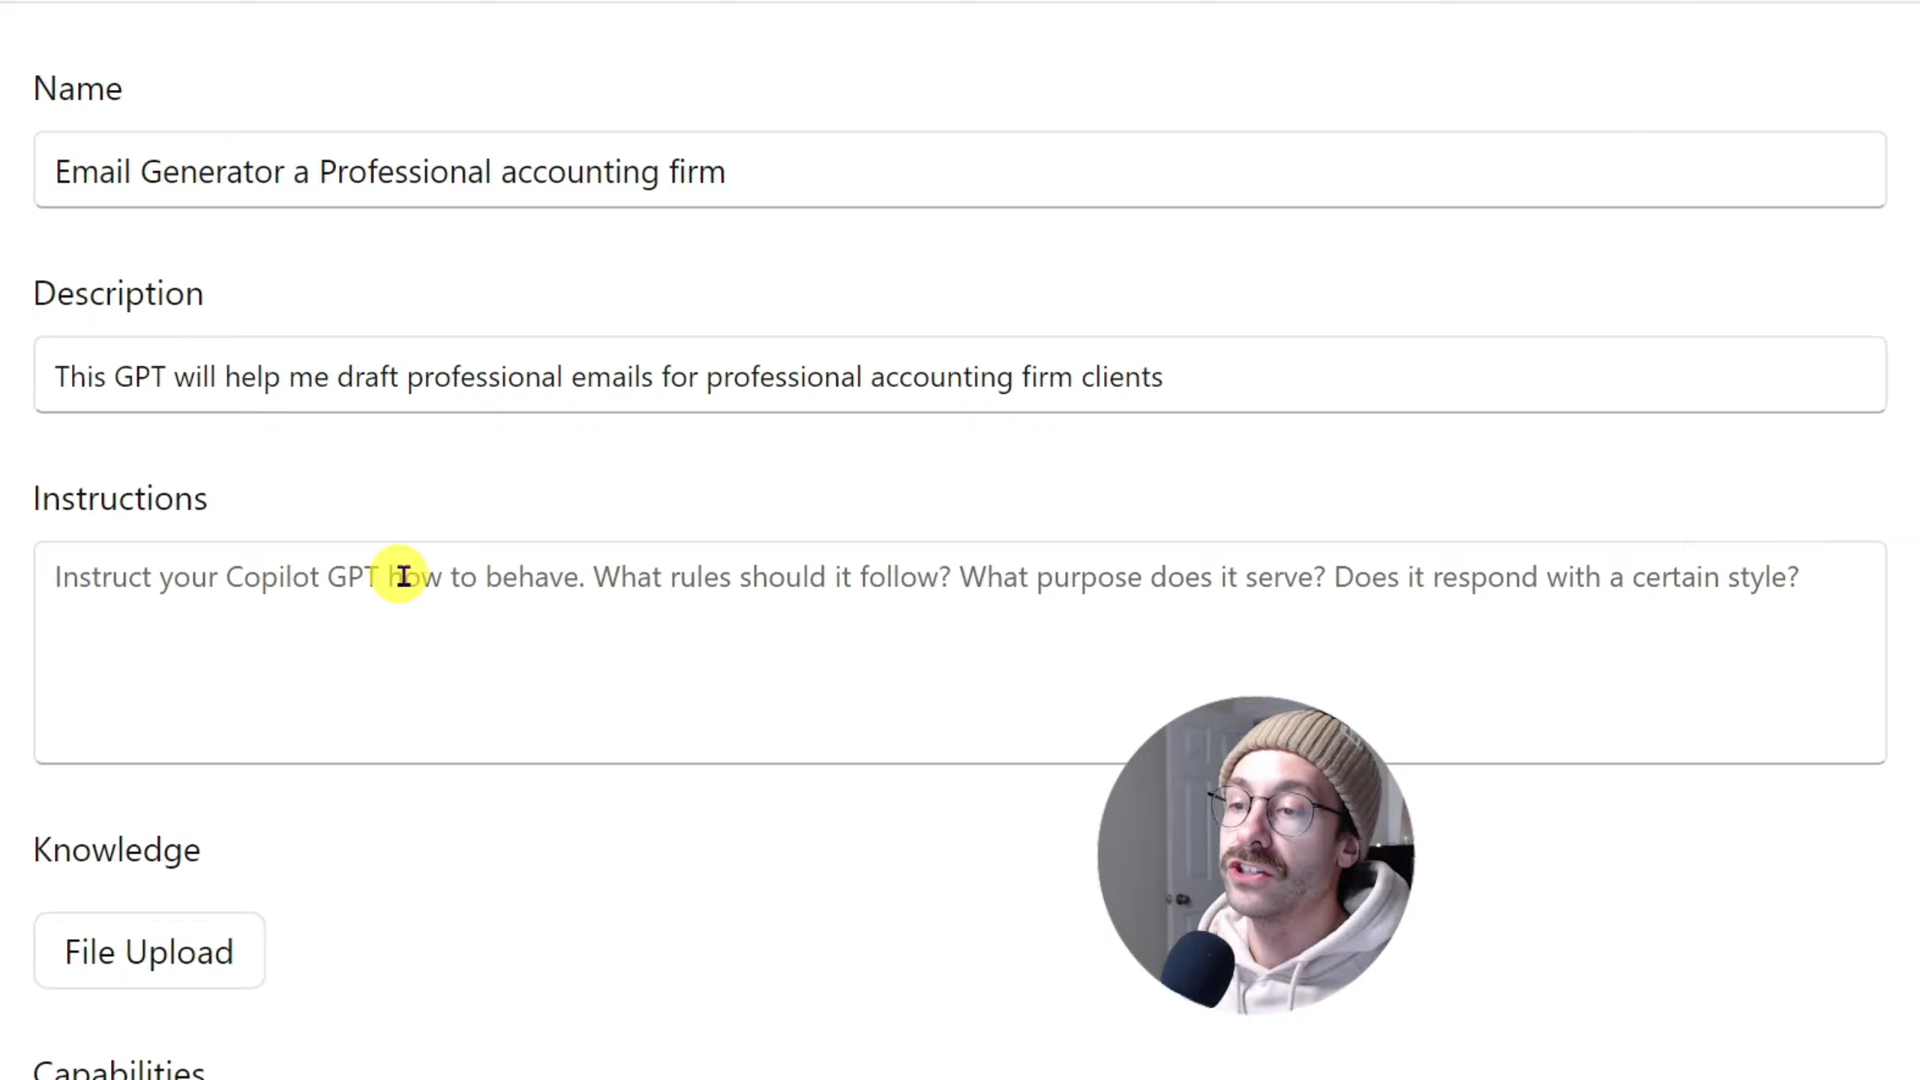 Name
Email Generator a Professional accounting firm
Description
This GPT will help me draft professional emails for professional accounting firm clients
Instructions
Instruct your Copilot GPT how to behave. What rules should it follow? What purpose does it serve? Does it respond with a certain style?
Knowledge
File Upload
Capabilities